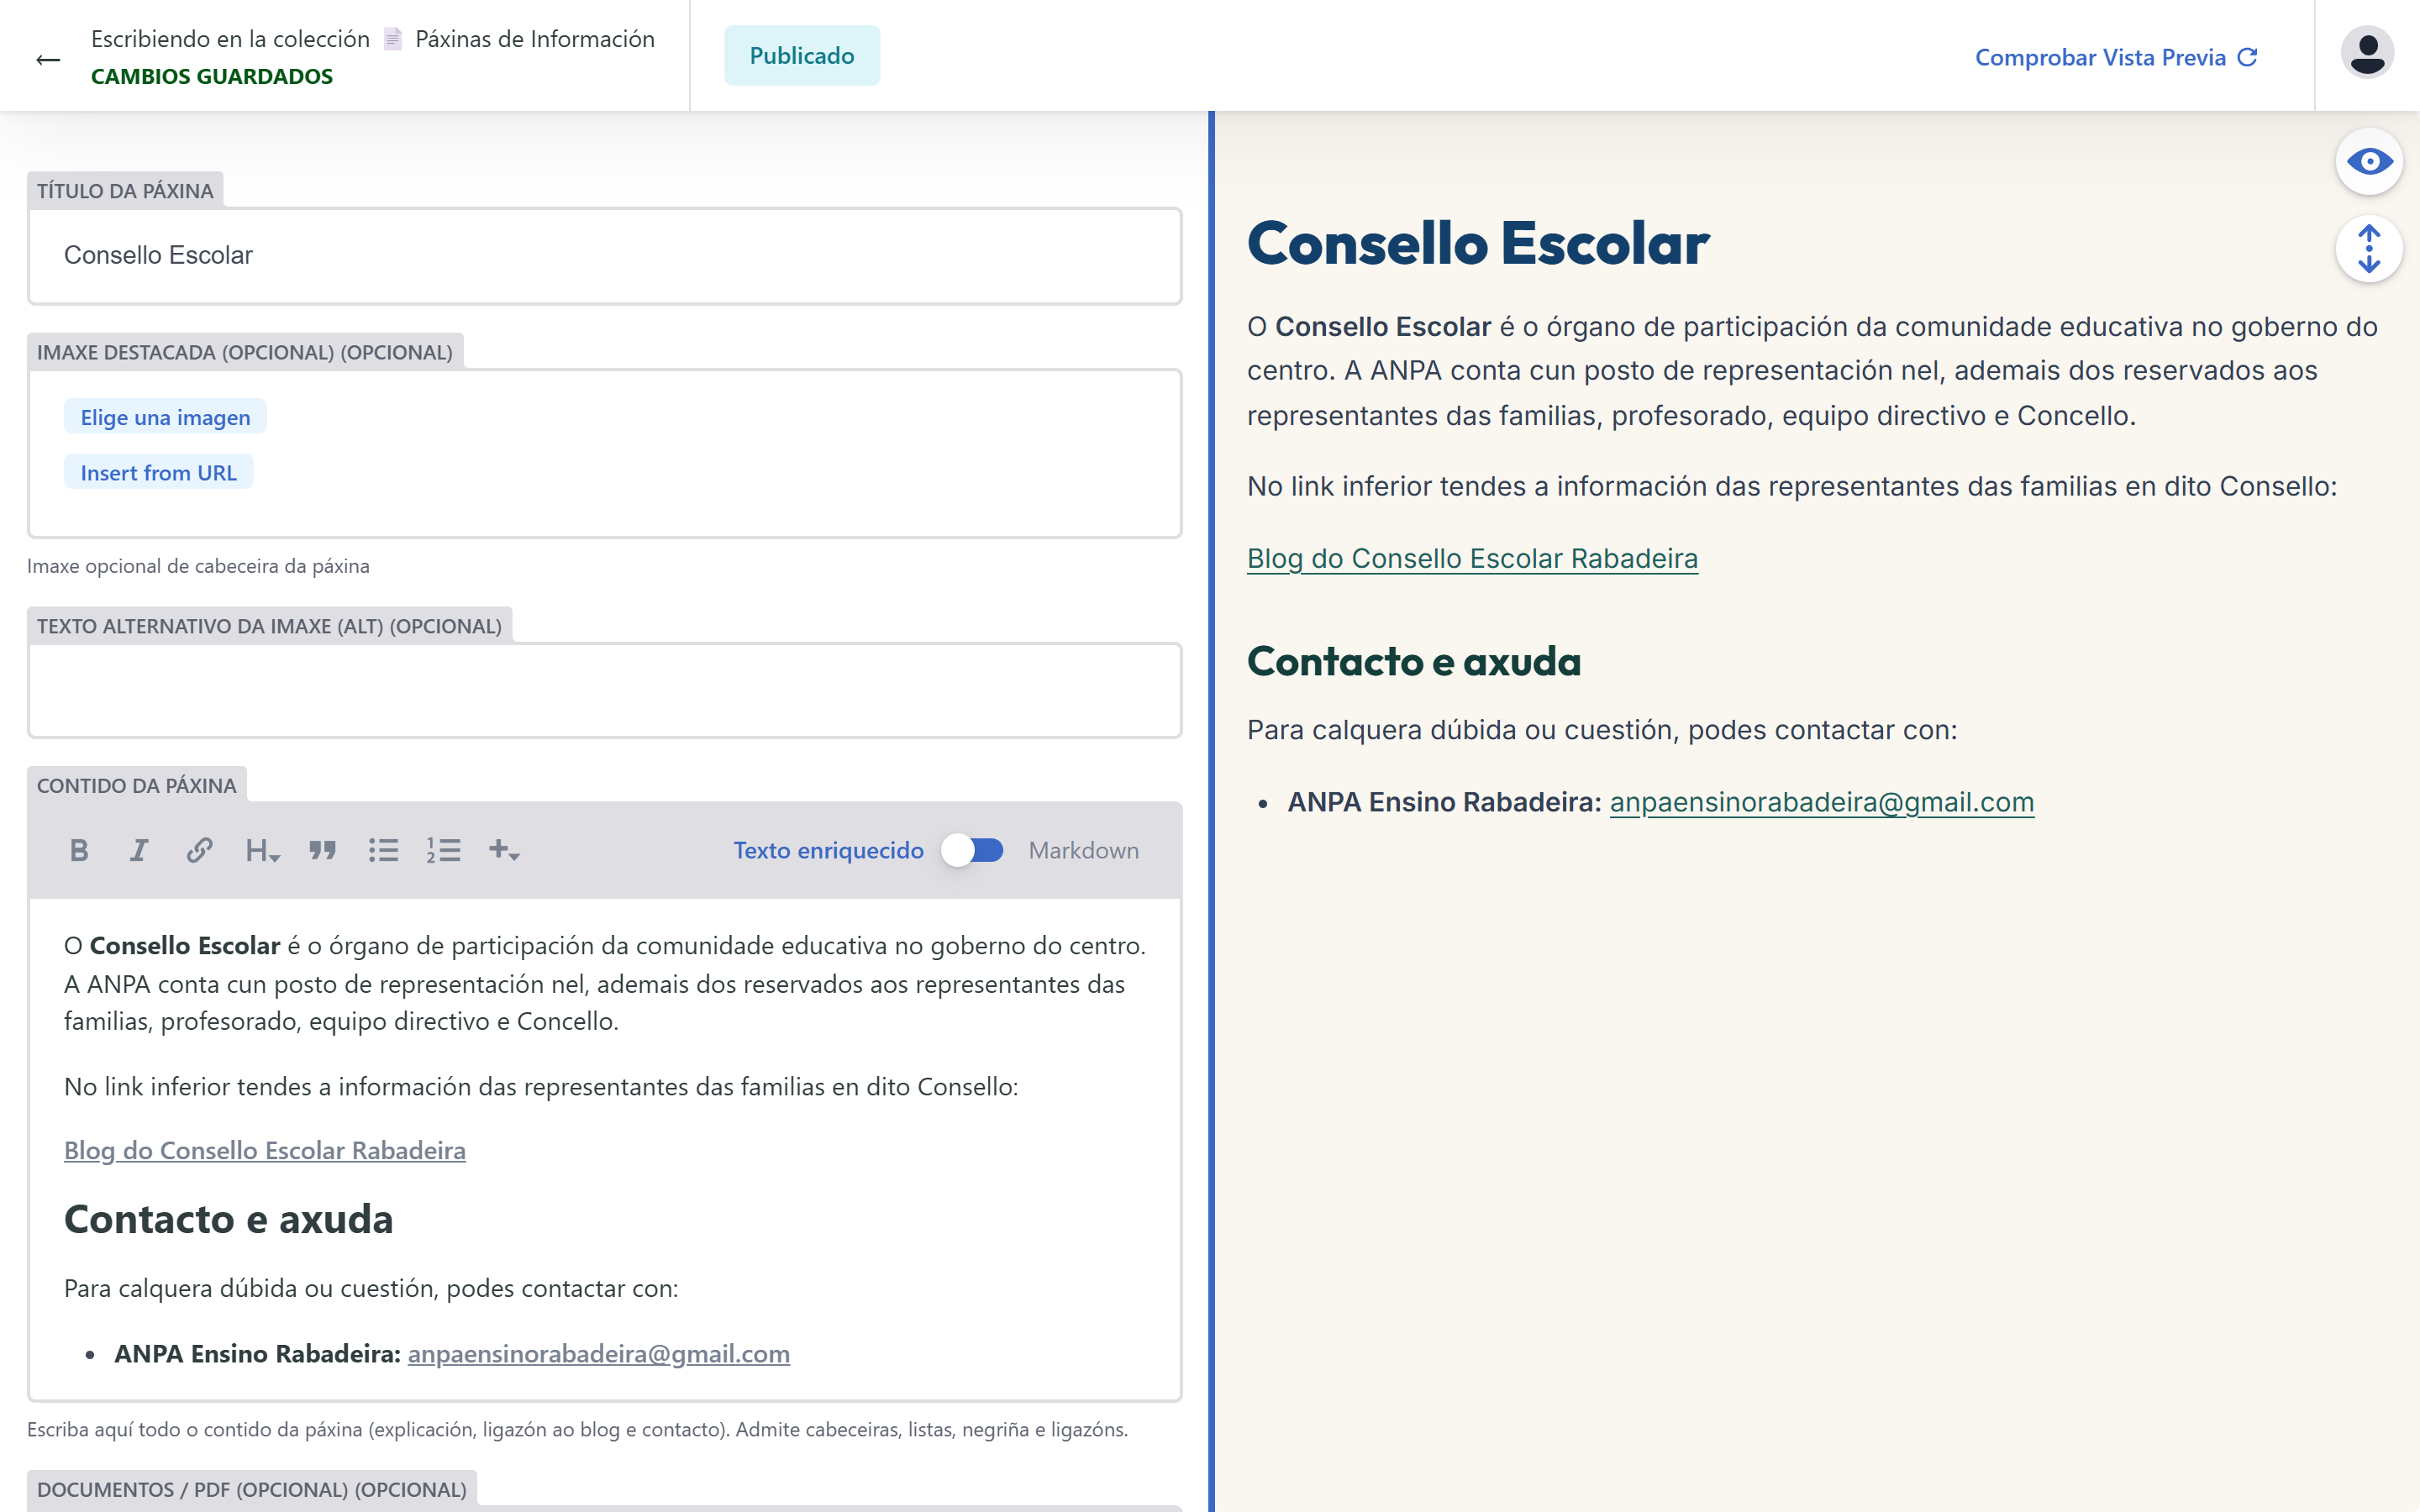 Escribiendo en la colección Páxinas de Información
CAMBIOS GUARDADOS
Publicado
Comprobar Vista Previa
TÍTULO DA PÁXINA
Consello Escolar
IMAXE DESTACADA (OPCIONAL) (OPCIONAL)
Elige una imagen
Insert from URL
Imaxe opcional de cabeceira da páxina
TEXTO ALTERNATIVO DA IMAXE (ALT) (OPCIONAL)
CONTIDO DA PÁXINA
B I H Texto enriquecido Markdown
O Consello Escolar é o órgano de participación da comunidade educativa no goberno do centro.
A ANPA conta cun posto de representación nel, ademais dos reservados aos representantes das
familias, profesorado, equipo directivo e Concello.
No link inferior tendes a información das representantes das familias en dito Consello:
Blog do Consello Escolar Rabadeira
Contacto e axuda
Para calquera dúbida ou cuestión, podes contactar con:
• ANPA Ensino Rabadeira: anpaensinorabadeira@gmail.com
Escriba aquí todo o contido da páxina (explicación, ligazón ao blog e contacto). Admite cabeceiras, listas, negriña e ligazóns.
DOCUMENTOS / PDF (OPCIONAL) (OPCIONAL)
Consello Escolar
O Consello Escolar é o órgano de participación da comunidade educativa no goberno do
centro. A ANPA conta cun posto de representación nel, ademais dos reservados aos
representantes das familias, profesorado, equipo directivo e Concello.
No link inferior tendes a información das representantes das familias en dito Consello:
Blog do Consello Escolar Rabadeira
Contacto e axuda
Para calquera dúbida ou cuestión, podes contactar con:
• ANPA Ensino Rabadeira: anpaensinorabadeira@gmail.com